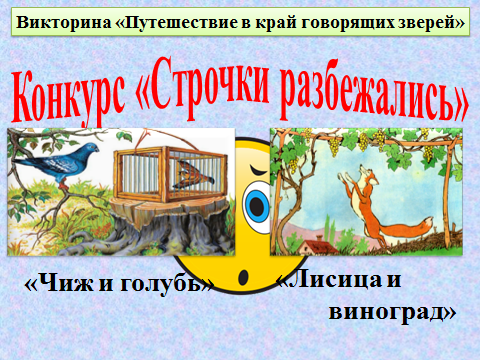 Викторина «Путешествие в край говорящих зверей»
Конкурс «Строчки разбежались»
«Чиж и голубь»
«Лисица и
виноград»